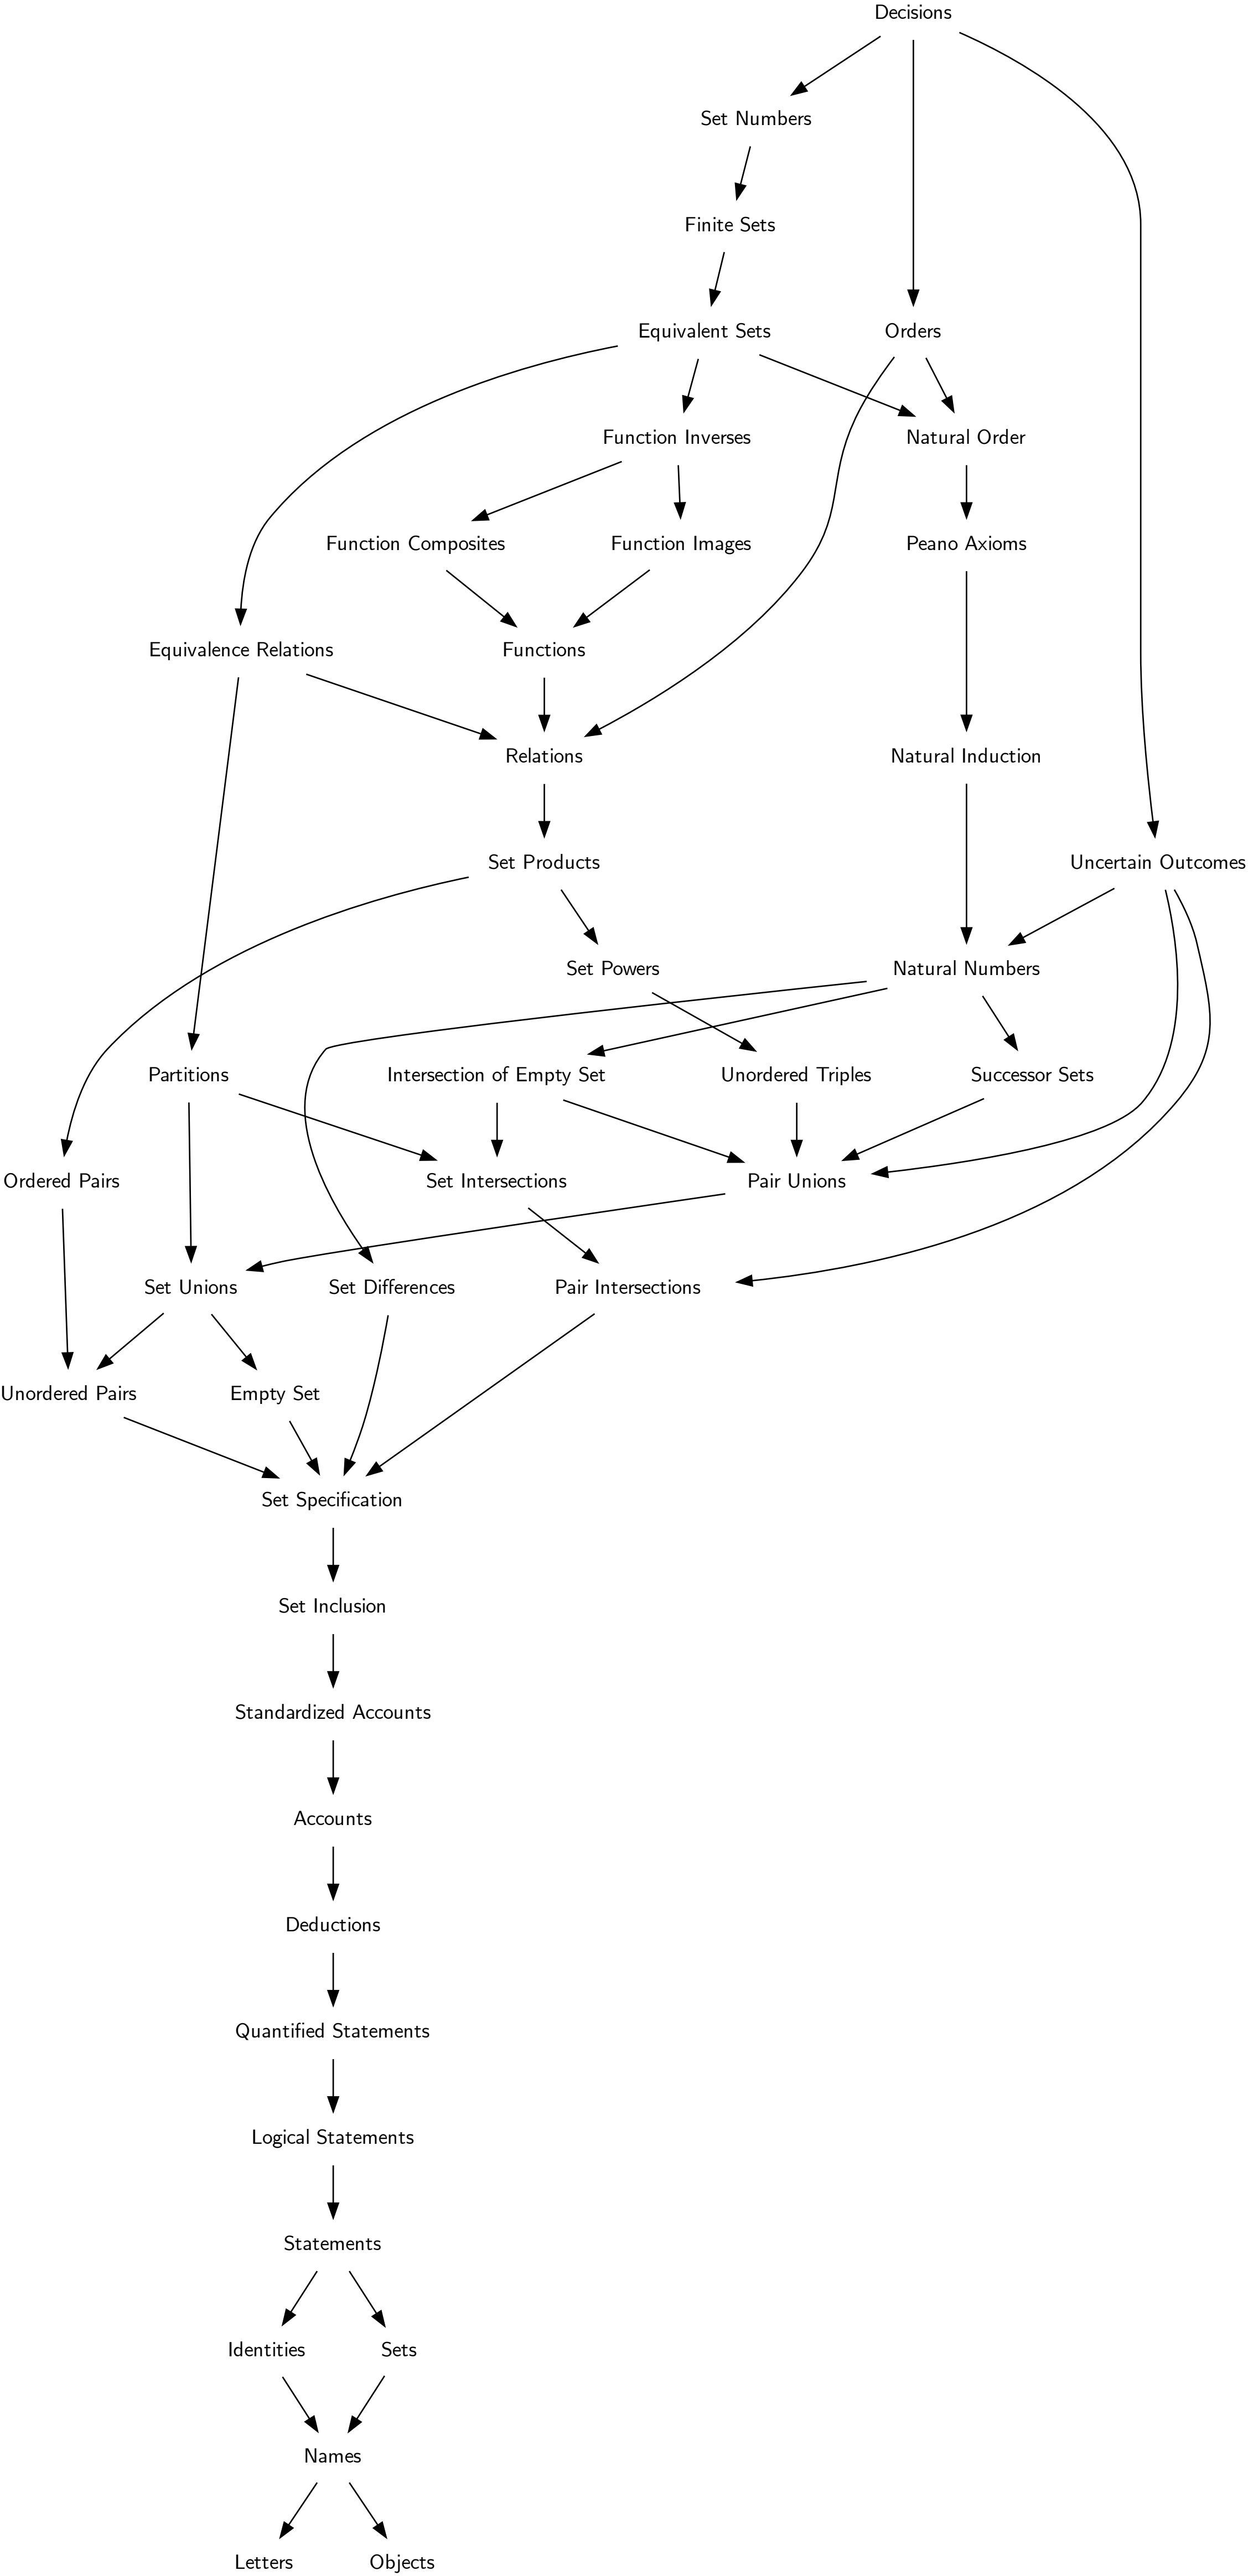 Decisions
Set Numbers
Finite Sets
Equivalent Sets
Orders
Function Inverses
Natural Order
Function Composites
Function Images
Peano Axioms
Equivalence Relations
Functions
Relations
Natural Induction
Set Products
Uncertain Outcomes
Set Powers
Natural Numbers
Partitions
Intersection of Empty Set
Unordered Triples
Successor Sets
Ordered Pairs
Set Intersections
Pair Unions
Set Unions
Set Differences
Pair Intersections
Unordered Pairs
Empty Set
Set Specification
Set Inclusion
Standardized Accounts
Accounts
Deductions
Quantified Statements
Logical Statements
Statements
Identities
Sets
Names
Letters
Objects